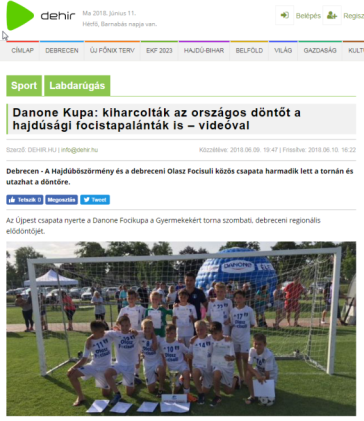 dehir
Ma 2018. június 11.
Hétfő, Barnabás napja van.
Belépés
Regisz
CÍMLAP DEBRECEN ÚJ FŐNIX TERV EKF 2023 HAJDÚ-BIHAR BELFÖLD VILÁG GAZDASÁG KULT
Sport Labdarúgás
Danone Kupa: kiharcolták az országos döntőt a
hajdúsági focistapalánták is – videóval
Szerző: DEHIR.HU | info@dehir.hu
Közzétéve: 2018.06.09. 19:47 | Frissítve: 2018.06.10. 16:22
Debrecen - A Hajdúböszörmény és a debreceni Olasz Focisuli közös csapata harmadik lett a tornán és
utazhat a döntőre.
Tetszik 0 Megosztás Tweet
Az Újpest csapata nyerte a Danone Focikupa a Gyermekekért torna szombati, debreceni regionális
elődöntőjét.
DANONE